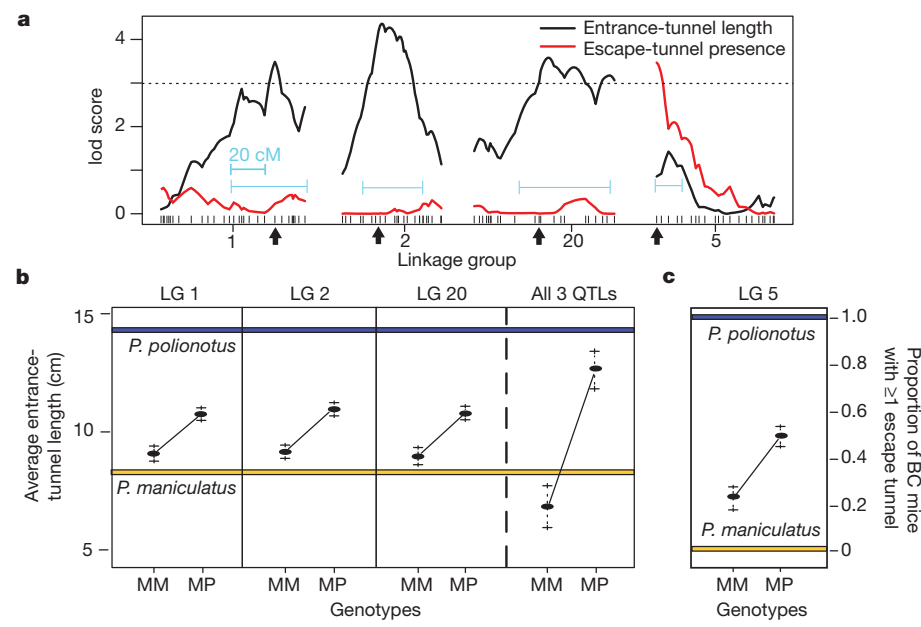 a
Entrance-tunnel length
Escape-tunnel presence
lod score
4
2
0
20 cM
1
2
20
5
Linkage group
b
LG 1
LG 2
LG 20
All 3 QTLs
Average entrance-
tunnel length (cm)
15
10
5
P. polionotus
P. maniculatus
MM
MP
MM
MP
MM
MP
MM
MP
Genotypes
c
LG 5
P. polionotus
P. maniculatus
1.0
0.8
0.6
0.4
0.2
0
Proportion of BC mice
with ≥1 escape tunnel
MM
MP
Genotypes